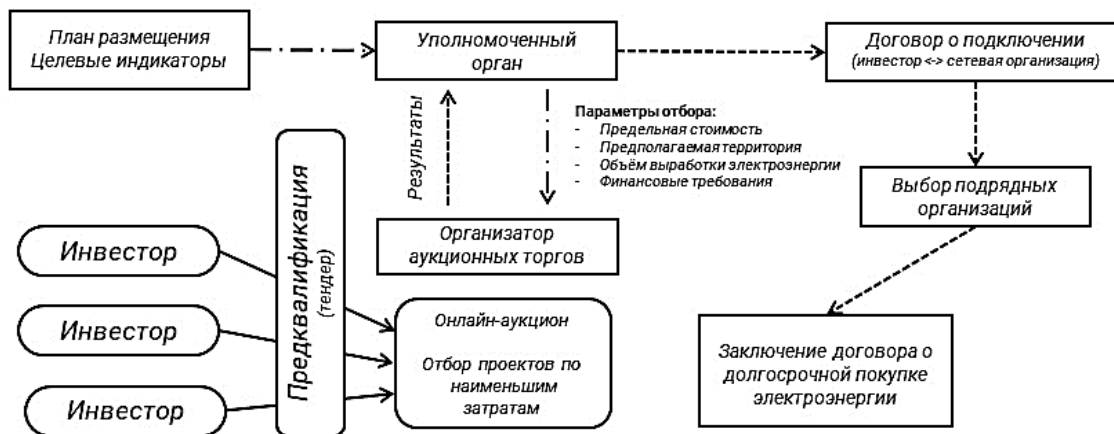 План размещения
Целевые индикаторы
Уполномоченный
орган
Договор о подключении
(инвестор <-> сетевая организация)
Результаты
Параметры отбора:
- Предельная стоимость
- Предполагаемая территория
- Объём выработки электроэнергии
- Финансовые требования
Выбор подрядных
организаций
Организатор
аукционных торгов
Инвестор
Инвестор
Инвестор
Предквалификация
(тендер)
Онлайн-аукцион
Отбор проектов по
наименьшим
затратам
Заключение договора о
долгосрочной покупке
электроэнергии